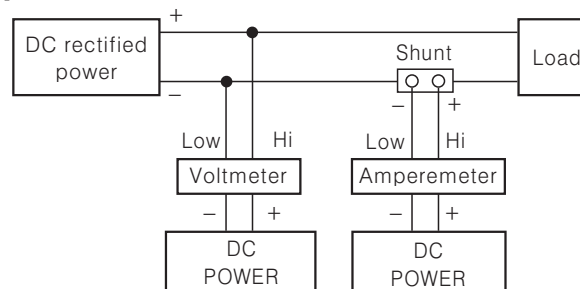 +
DC rectified
power
–
Shunt
Load
– +
Low Hi
Low Hi
Voltmeter
Amperemeter
– +
– +
DC
POWER
DC
POWER